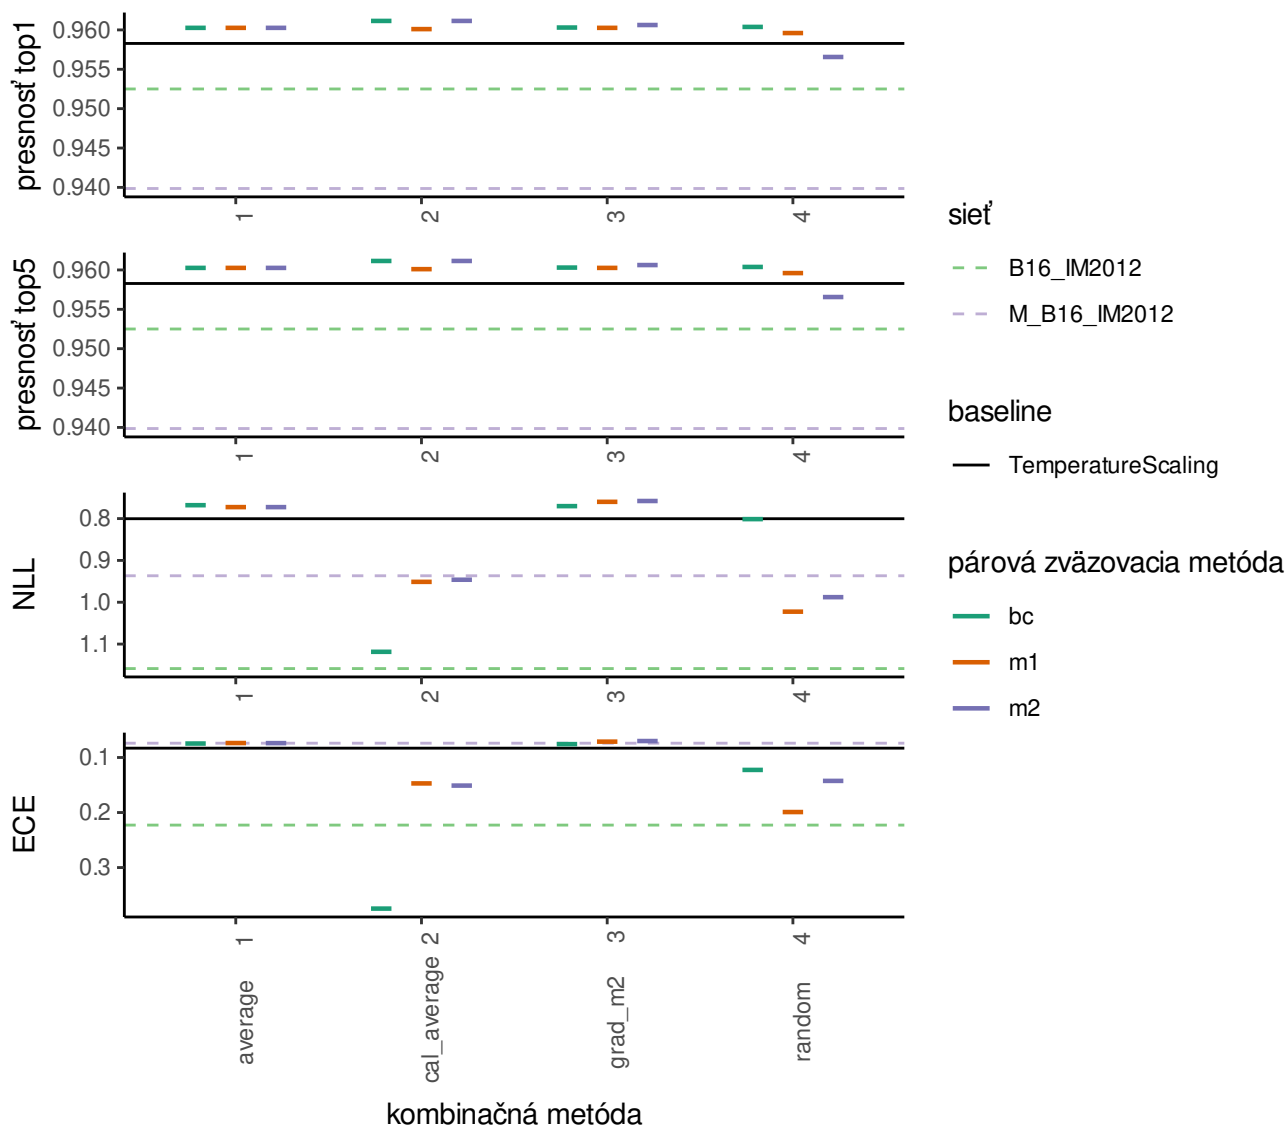 presnosť top1
0.960
0.955
0.950
0.945
0.940
1
2
3
4
presnosť top5
0.960
0.955
0.950
0.945
0.940
1
2
3
4
NLL
0.8
0.9
1.0
1.1
1
2
3
4
ECE
0.1
0.2
0.3
average 1
cal_average 2
grad_m2 3
random 4
kombinačná metóda
sieť
B16_IM2012
M_B16_IM2012
baseline
TemperatureScaling
párová zväzovacia metóda
bc
m1
m2